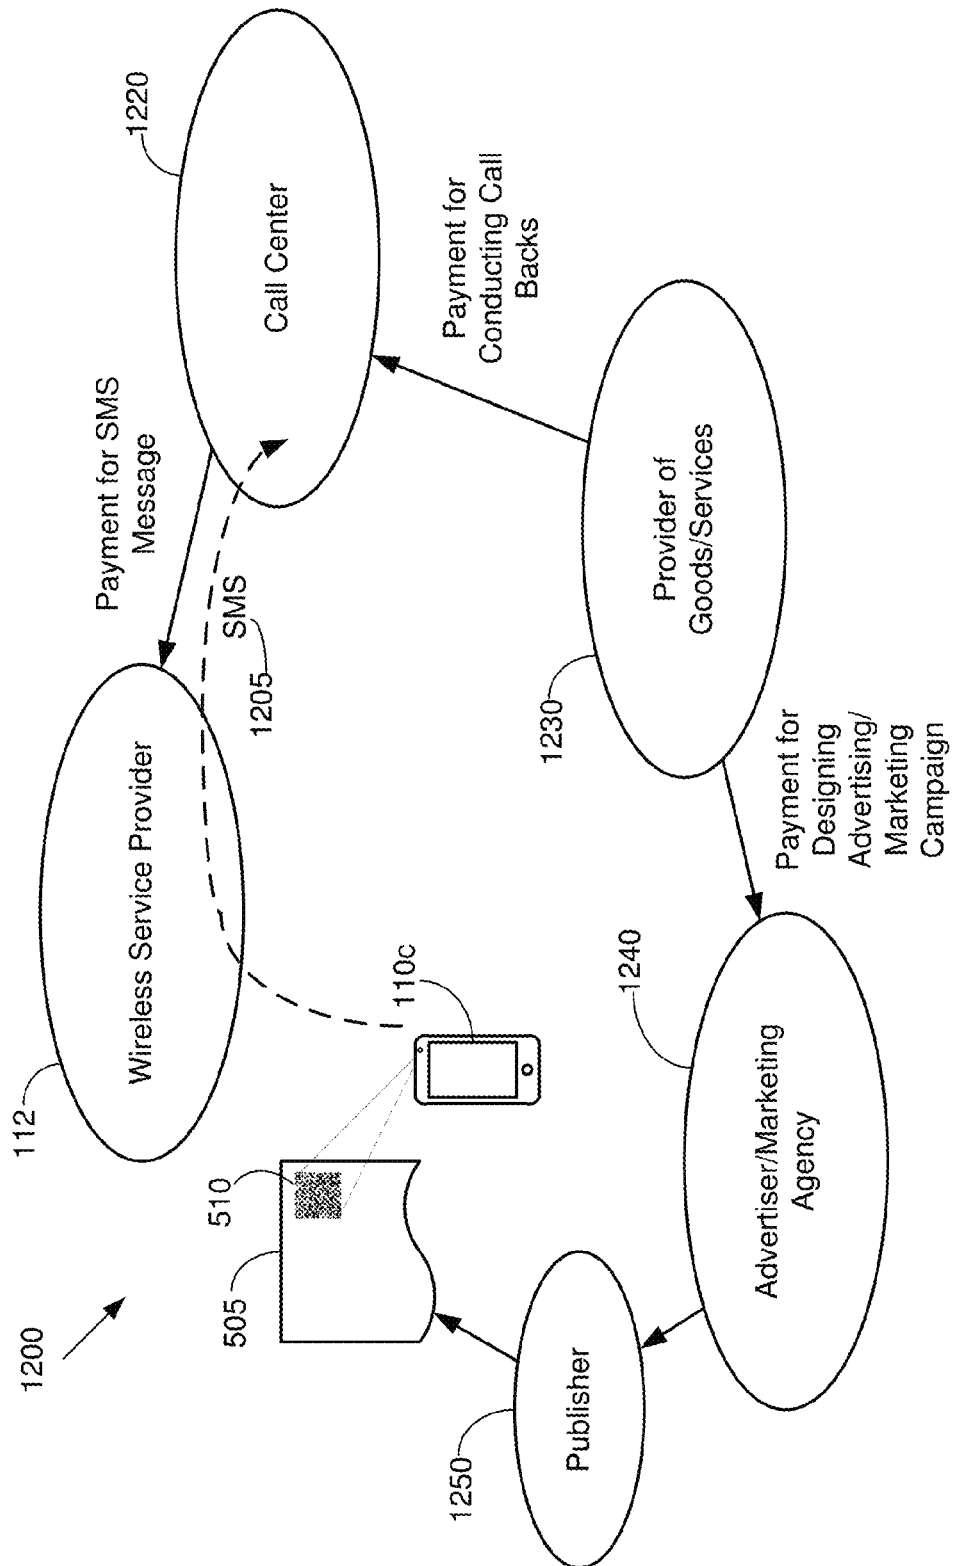 1200
112
Wireless Service Provider
Payment for SMS
Message
1220
Call Center
SMS
1205
510
505
110c
Payment for
Conducting Call
Backs
1230
Provider of
Goods/Services
1250
Publisher
1240
Advertiser/Marketing
Agency
Payment for
Designing
Advertising/
Marketing
Campaign